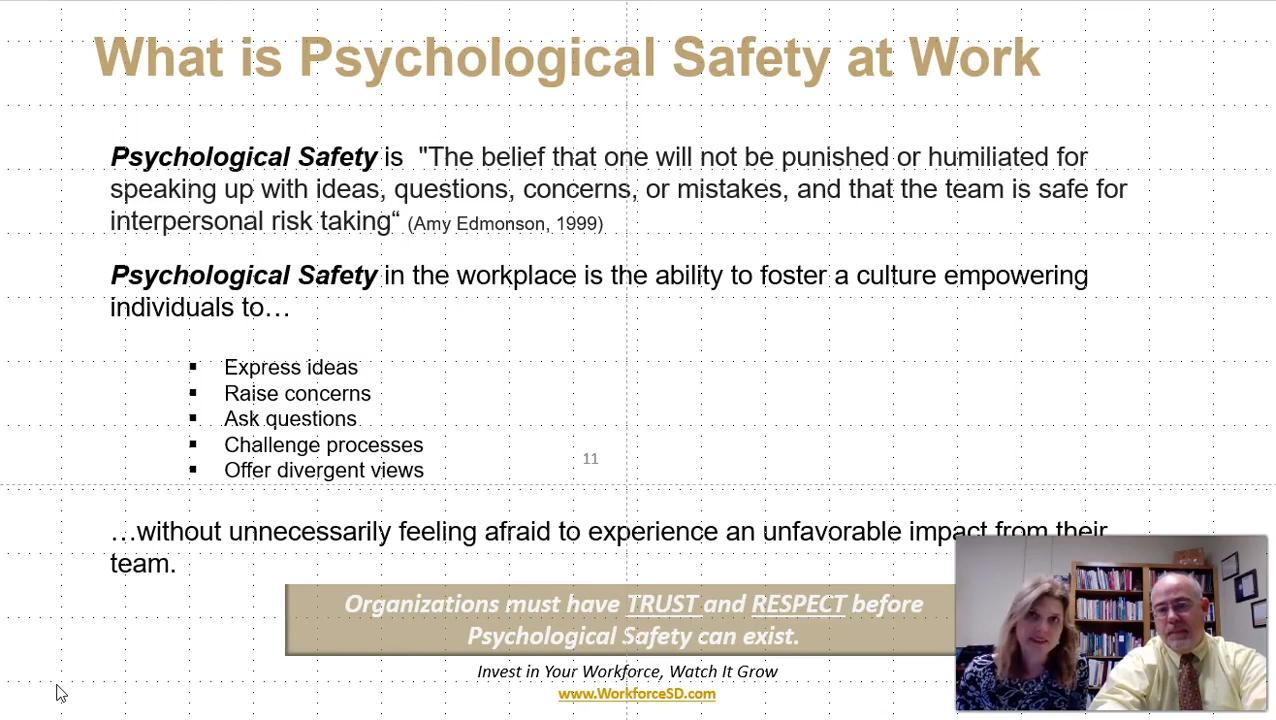 What is Psychological Safety at Work
Psychological Safety is "The belief that one will not be punished or humiliated for
speaking up with ideas, questions, concerns, or mistakes, and that the team is safe for
interpersonal risk taking“ (Amy Edmonson, 1999)
Psychological Safety in the workplace is the ability to foster a culture empowering
individuals to…
▪ Express ideas
▪ Raise concerns
▪ Ask questions
▪ Challenge processes
▪ Offer divergent views
11
…without unnecessarily feeling afraid to experience an unfavorable impact from their
team.
Organizations must have TRUST and RESPECT before
Psychological Safety can exist.
Invest in Your Workforce, Watch It Grow
www.WorkforceSD.com